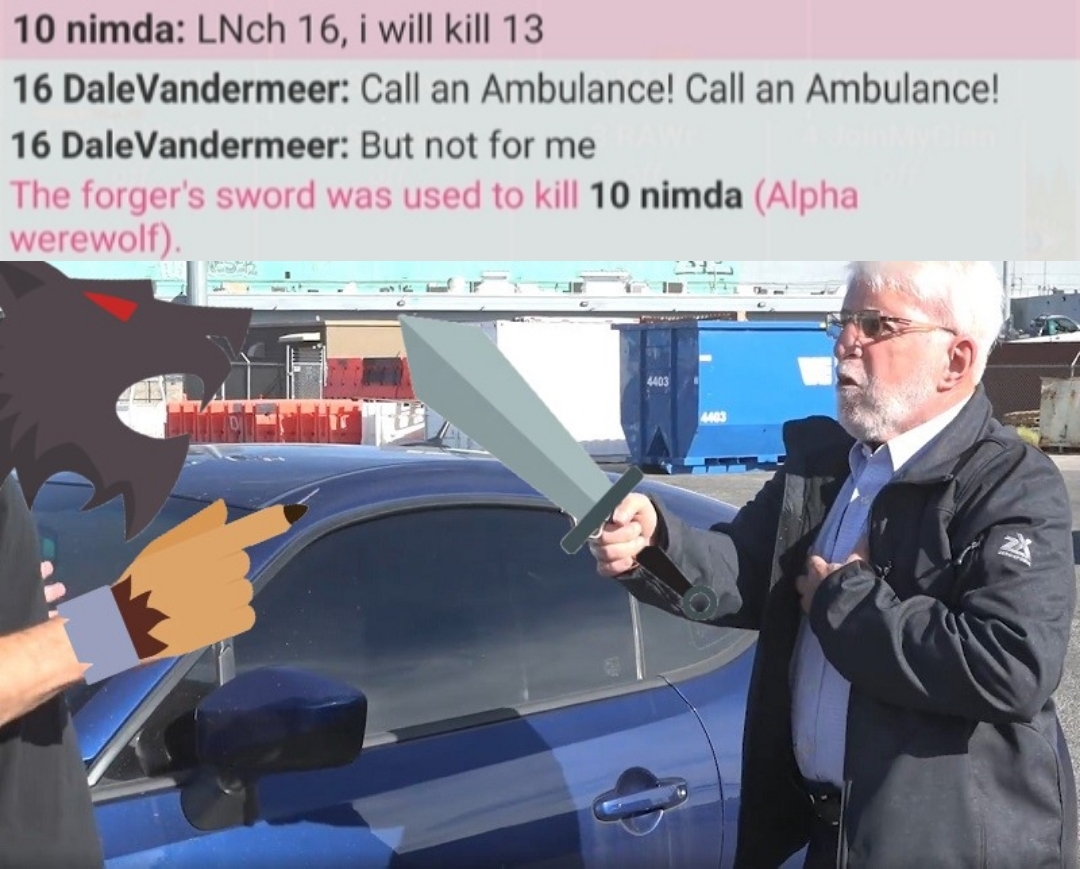 10 nimda: LNch 16, i will kill 13
16 DaleVandermeer: Call an Ambulance! Call an Ambulance!
16 DaleVandermeer: But not for me
The forger's sword was used to kill 10 nimda (Alpha
werewolf).
4403
4403